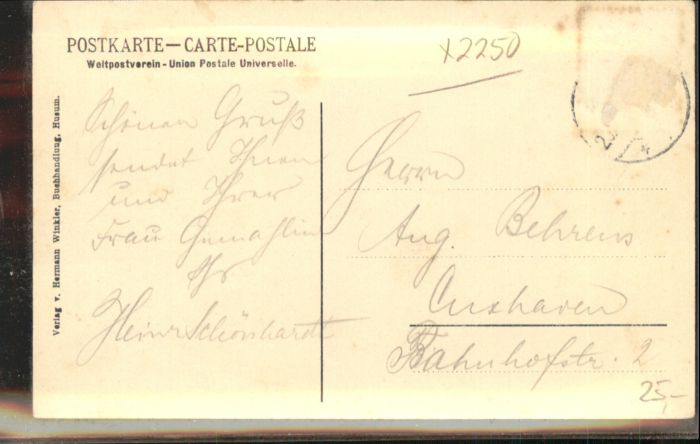 POSTKARTE—CARTE-POSTALE
Weltpostverein - Union Postale Universelle.
x2250
Verlag v. Hermann Winkler, Buchhandlung, Husum.
Schönen Gruß
sendet Ihnen
und Ihrer
Frau Gemahlin
Ihr
Heinr Schönhardt
Herrn
Aug. Behrens
Cuxhaven
Bahnhofstr. 2
25,-